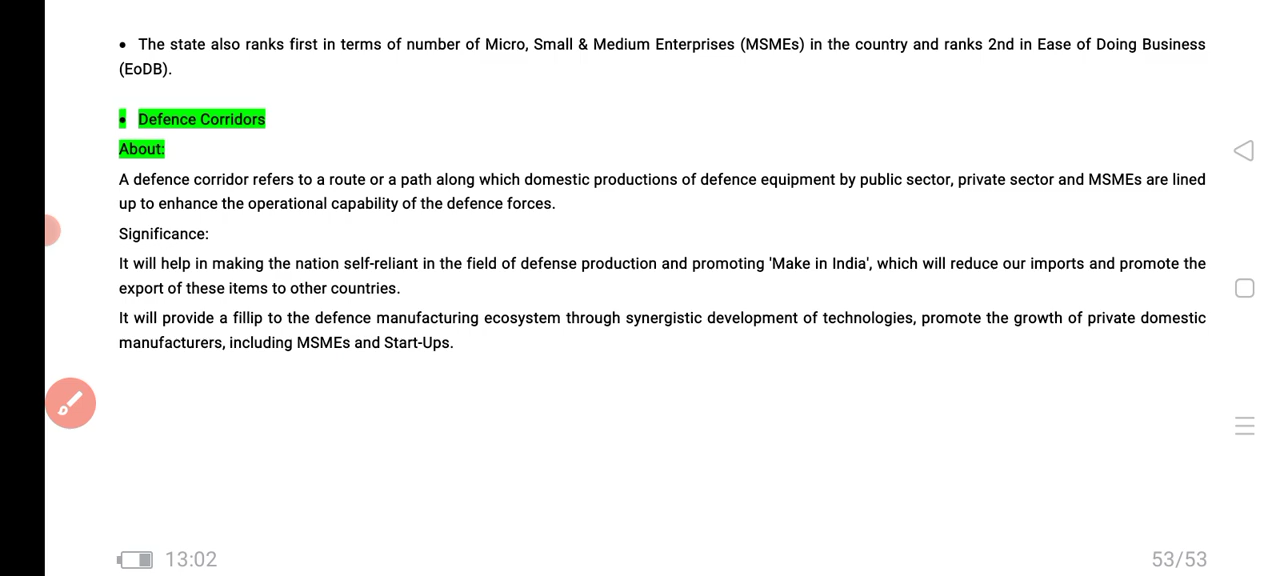 • The state also ranks first in terms of number of Micro, Small & Medium Enterprises (MSMEs) in the country and ranks 2nd in Ease of Doing Business
(EoDB).
• Defence Corridors
About:
A defence corridor refers to a route or a path along which domestic productions of defence equipment by public sector, private sector and MSMEs are lined
up to enhance the operational capability of the defence forces.
Significance:
It will help in making the nation self-reliant in the field of defense production and promoting 'Make in India', which will reduce our imports and promote the
export of these items to other countries.
It will provide a fillip to the defence manufacturing ecosystem through synergistic development of technologies, promote the growth of private domestic
manufacturers, including MSMEs and Start-Ups.
13:02
53/53